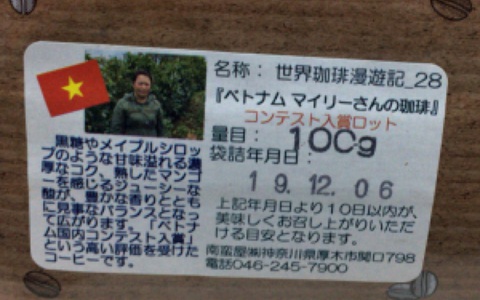 名称: 世界珈琲漫遊記_28
『ベトナム マイリーさんの珈琲』
コンテスト入賞ロット
量目: 100g
袋詰年月日:
19.12.06
上記年月日より10日以内が、
美味しくお召し上がりいただ
ける目安となります。
南蛮屋㈱神奈川県厚木市関口798
電話046-245-7900
黒糖やメイプルシロッ
プのような甘味溢れる濃
厚なコク、熟したマンゴ
ーを感じるジューシーな
酸が、豊かな香りととも
に見事なバランスとなっ
て広がります。「ベトナ
ム国内コンテスト入賞」
という高い評価を受けた
コーヒーです。